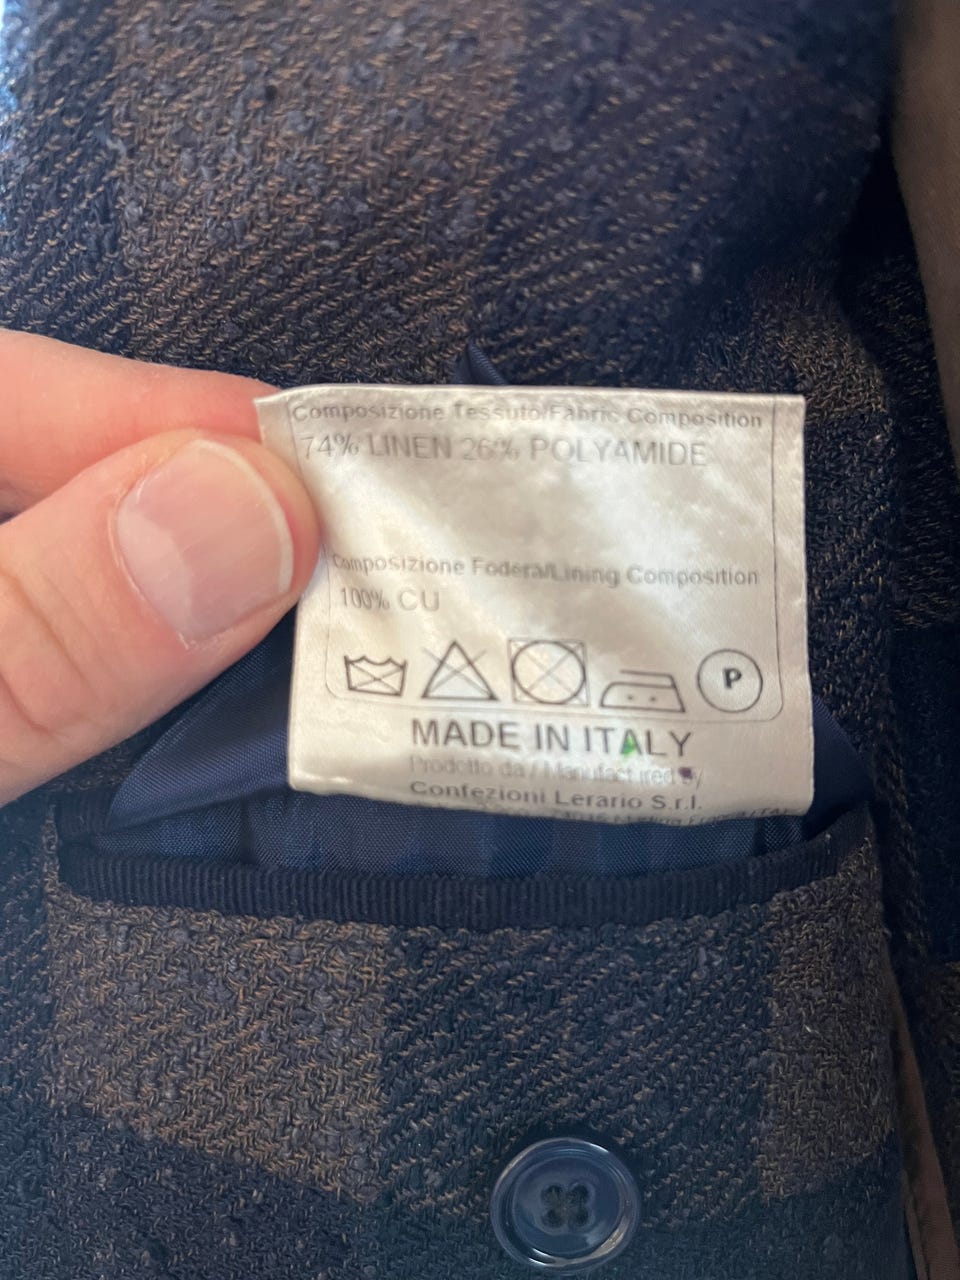 Composizione Tessuto/Fabric Composition
74% LINEN 26% POLYAMIDE
Composizione Fodera/Lining Composition
100% CU
P
MADE IN ITALY
Prodotto da / Manufactured by
Confezioni Lerario S.r.l.